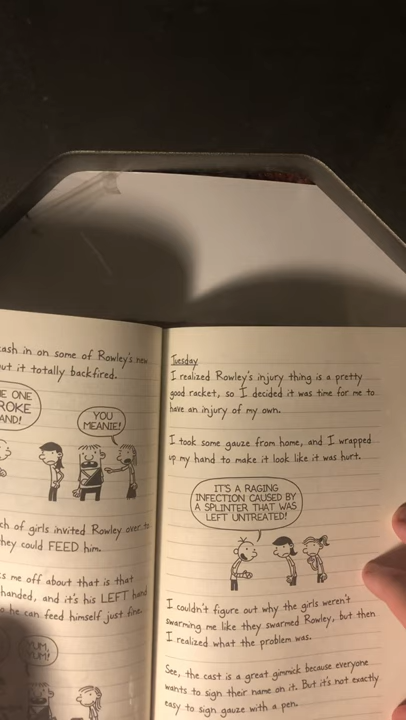 cash in on some of Rowley's new
but it totally backfired.
E ONE
ROKE
AND!
YOU
MEANIE!
ch of girls invited Rowley over to
they could FEED him.
s me off about that is that
handed, and it's his LEFT hand
o he can feed himself just fine.
YUM,
YUM!
Tuesday
I realized Rowley's injury thing is a pretty
good racket, so I decided it was time for me to
have an injury of my own.
I took some gauze from home, and I wrapped
up my hand to make it look like it was hurt.
IT'S A RAGING
INFECTION CAUSED BY
A SPLINTER THAT WAS
LEFT UNTREATED!
I couldn't figure out why the girls weren't
swarming me like they swarmed Rowley, but then
I realized what the problem was.
See, the cast is a great gimmick because everyone
wants to sign their name on it. But it's not exactly
easy to sign gauze with a pen.